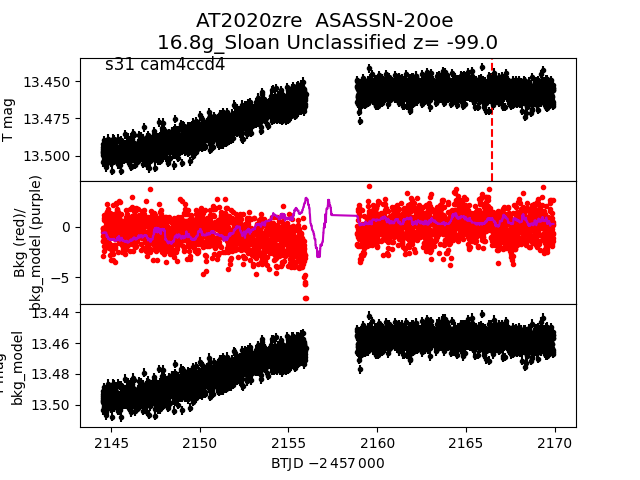 AT2020zre  ASASSN-20oe
16.8g_Sloan Unclassified z= -99.0
s31 cam4ccd4
13.450
13.475
13.500
T mag
0
−5
Bkg (red)/
bkg_model (purple)
13.44
13.46
13.48
13.50
bkg_model
2145
2150
2155
2160
2165
2170
BTJD −2 457 000